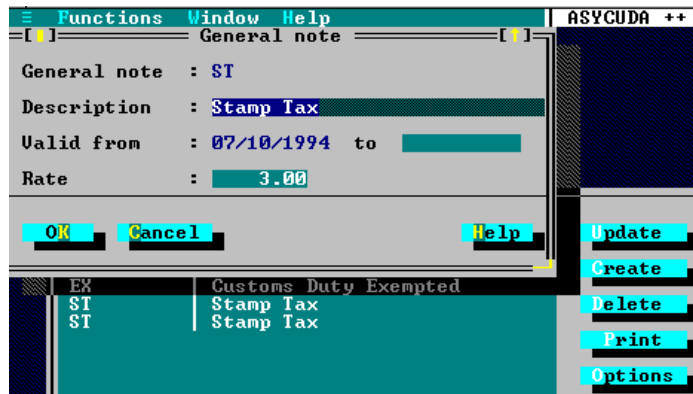 ≡ Functions Window Help ASYCUDA ++
General note
General note : ST
Description : Stamp Tax
Valid from : 07/10/1994 to
Rate : 3.00
OK Cancel Help
Update
Create
EX Customs Duty Exempted
ST Stamp Tax
Delete
ST Stamp Tax
Print
Options